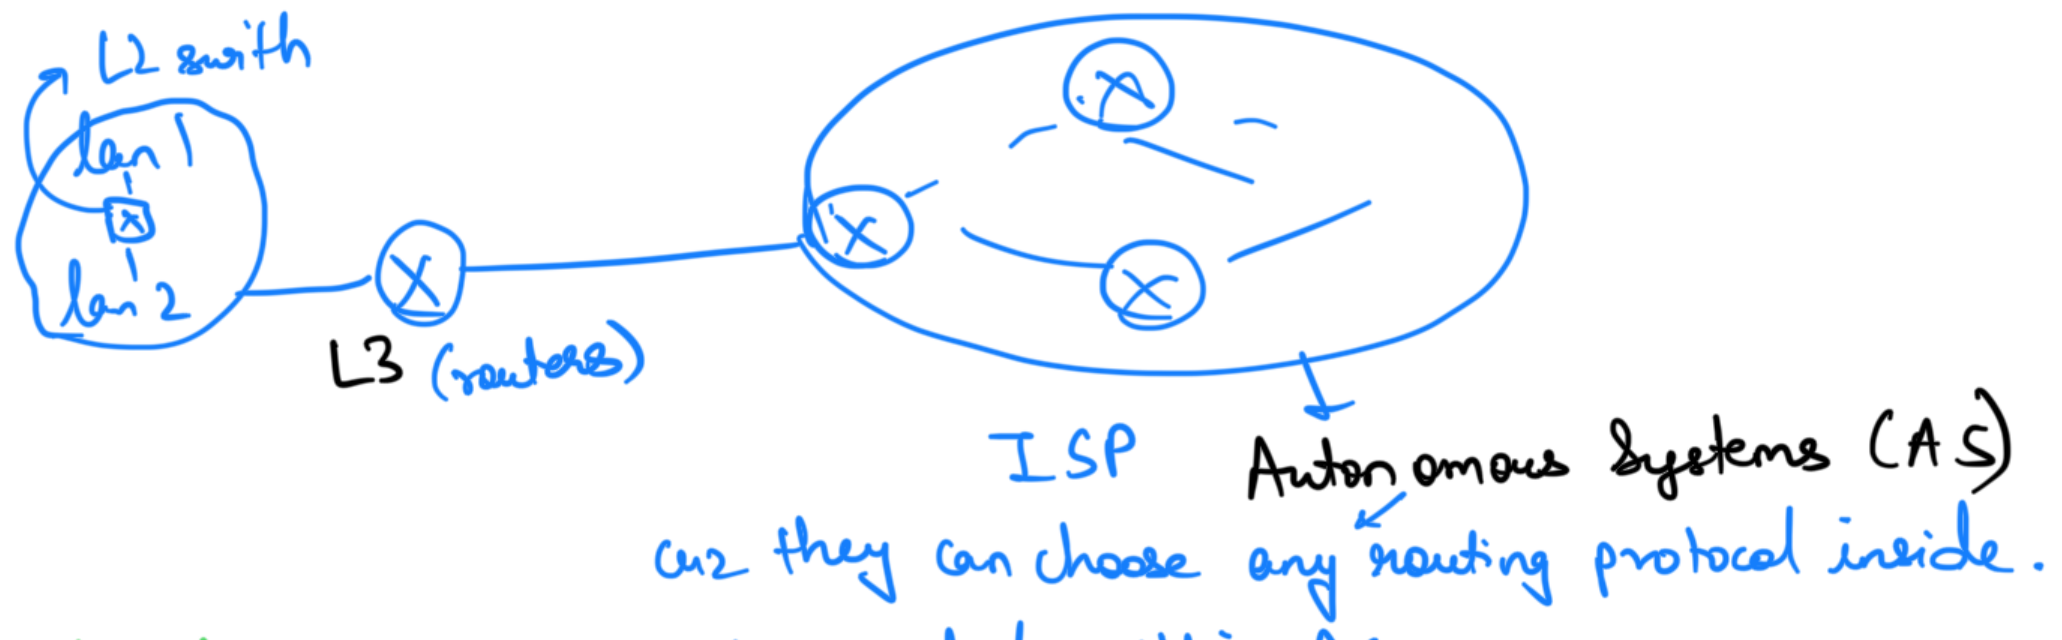 L2 swith
lan 1
lan 2
L3 (routers)
ISP
Autonomous Systems (AS)
cuz they can choose any routing protocol inside.